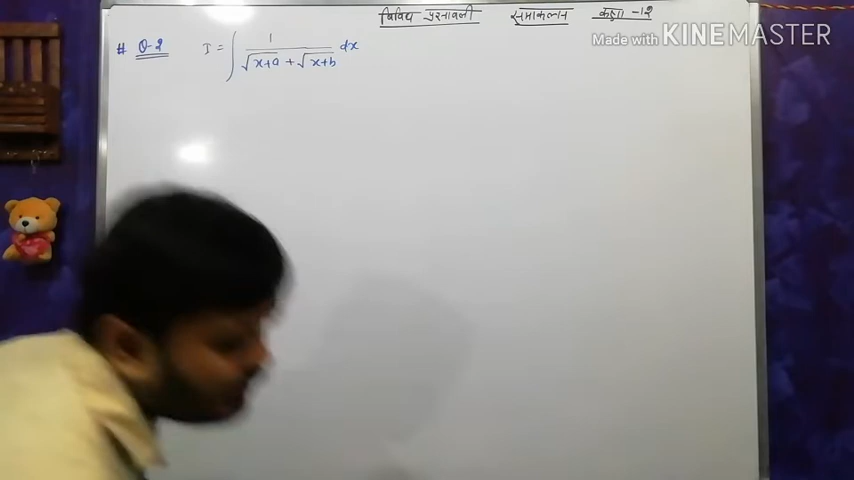 विविध प्रश्नावली समाकलन कक्षा -12
Made with KINEMASTER
# Q-2 I = ∫ 1/(√x+a + √x+b) dx